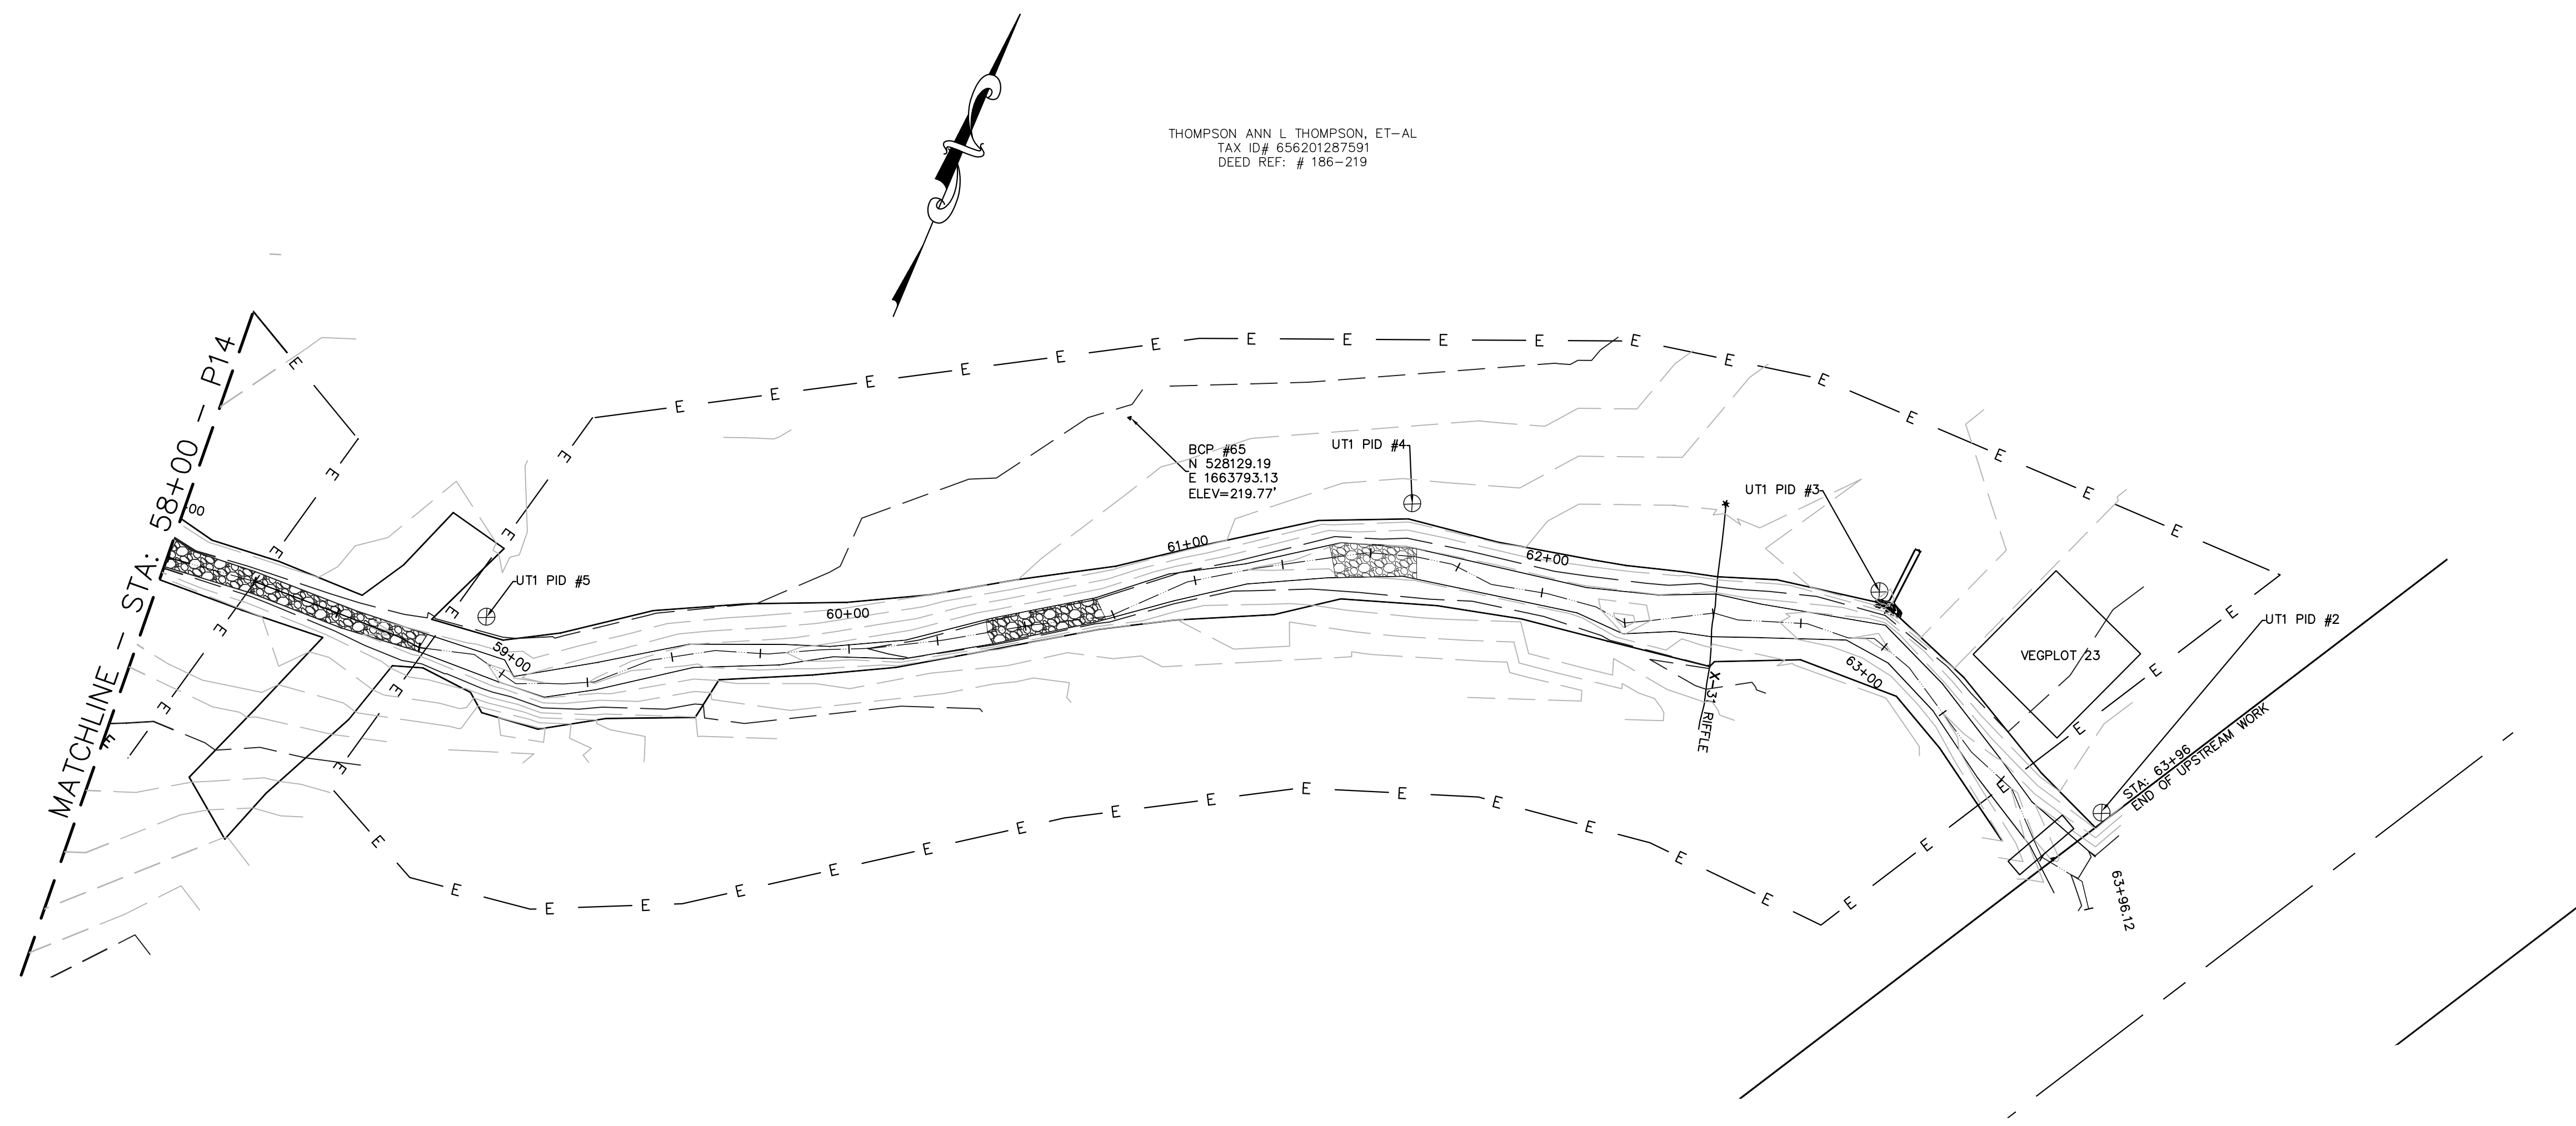 THOMPSON ANN L THOMPSON, ET-AL
TAX ID# 656201287591
DEED REF: # 186-219
MATCHLINE - STA: 58+00 - P14
+00
E E E E E E E E E E E E E E E E E E E E E E E
BCP #65
N 528129.19
E 1663793.13
ELEV=219.77'
UT1 PID #4
UT1 PID #3
UT1 PID #5
UT1 PID #2
59+00
60+00
61+00
62+00
63+00
X-31 RIFFLE
VEGPLOT 23
STA: 63+96
END OF UPSTREAM WORK
63+96.12
E E E E E E E E E E E E E E E E E E E E E E